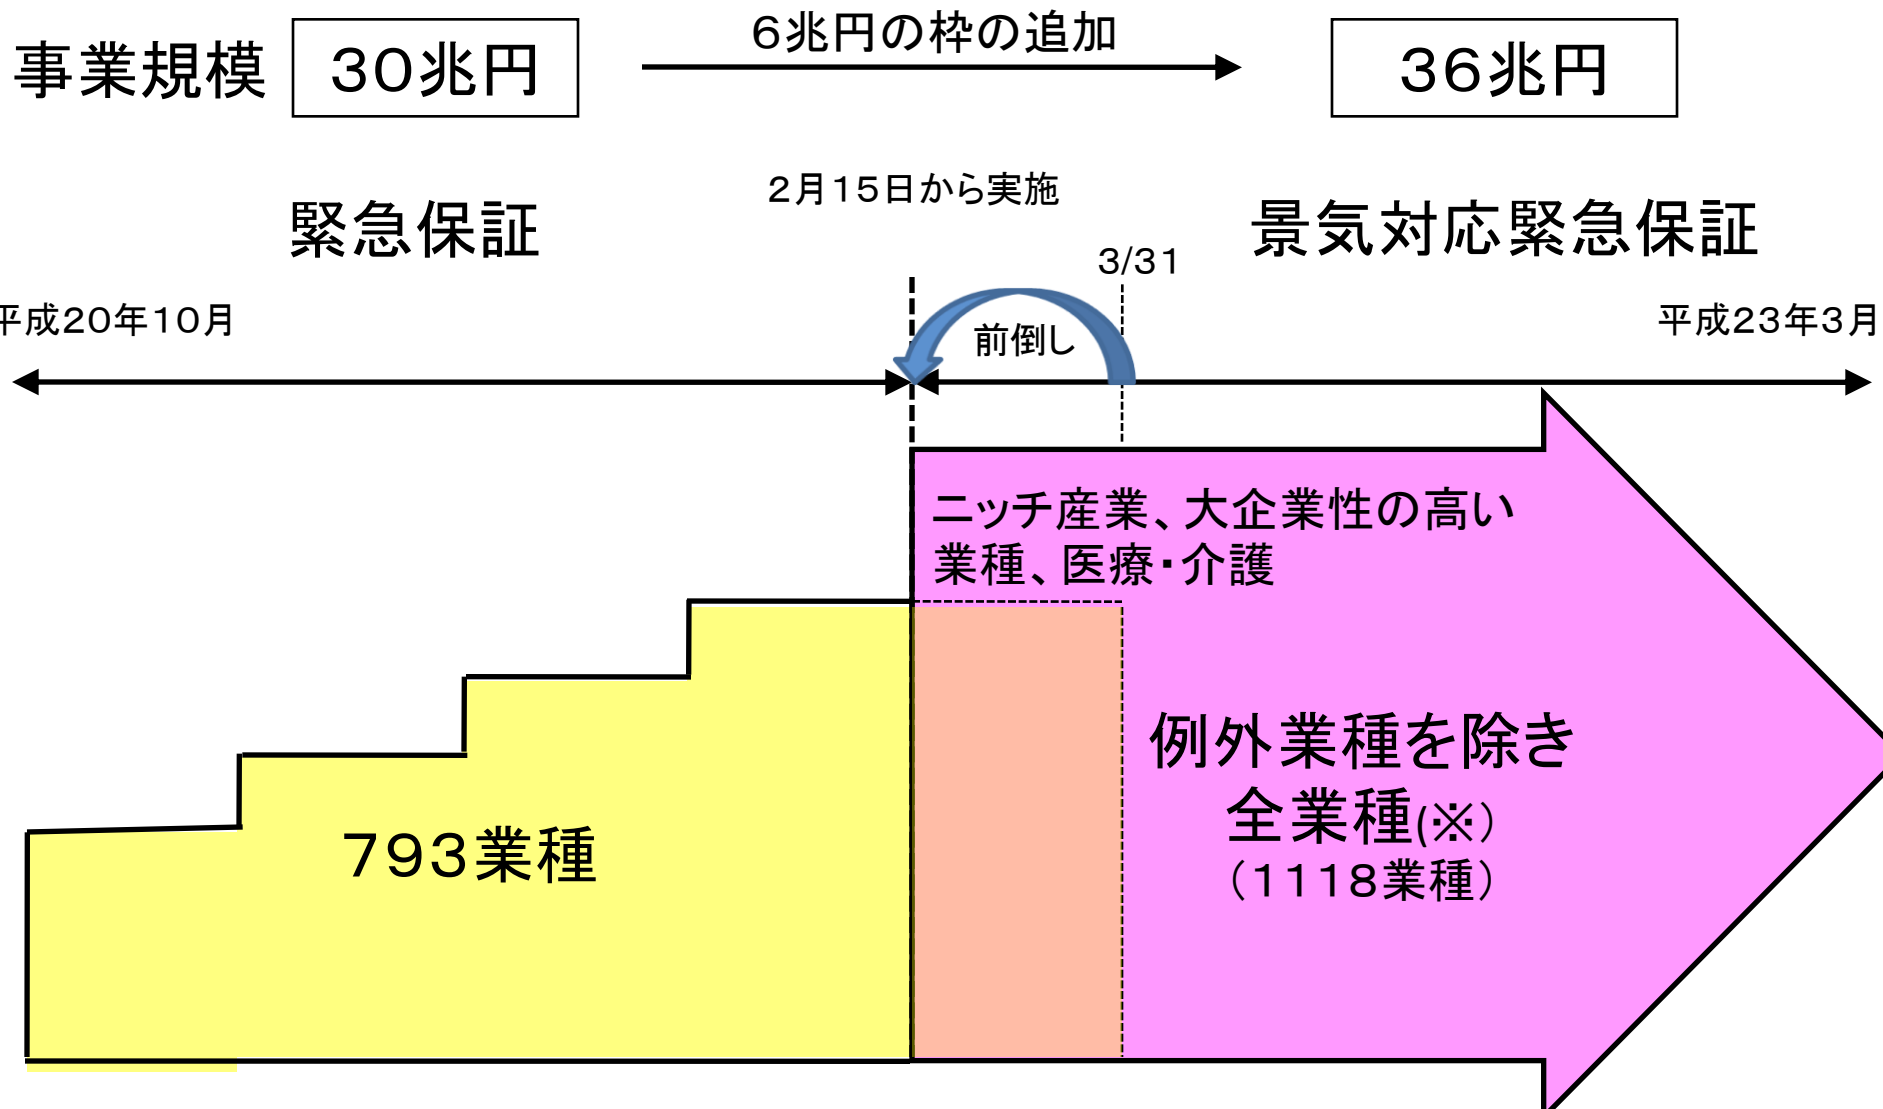 事業規模
30兆円
6兆円の枠の追加
36兆円
2月15日から実施
緊急保証
景気対応緊急保証
3/31
平成20年10月
前倒し
平成23年3月
ニッチ産業、大企業性の高い
業種、医療・介護
例外業種を除き
全業種(※)
(1118業種)
793業種